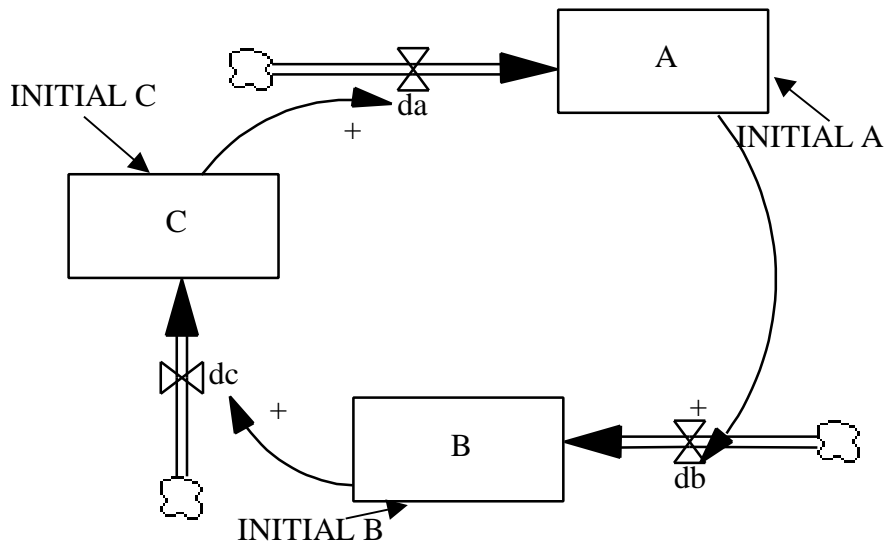 A
INITIAL C
da
+
INITIAL A
C
dc
+
+
B
db
INITIAL B